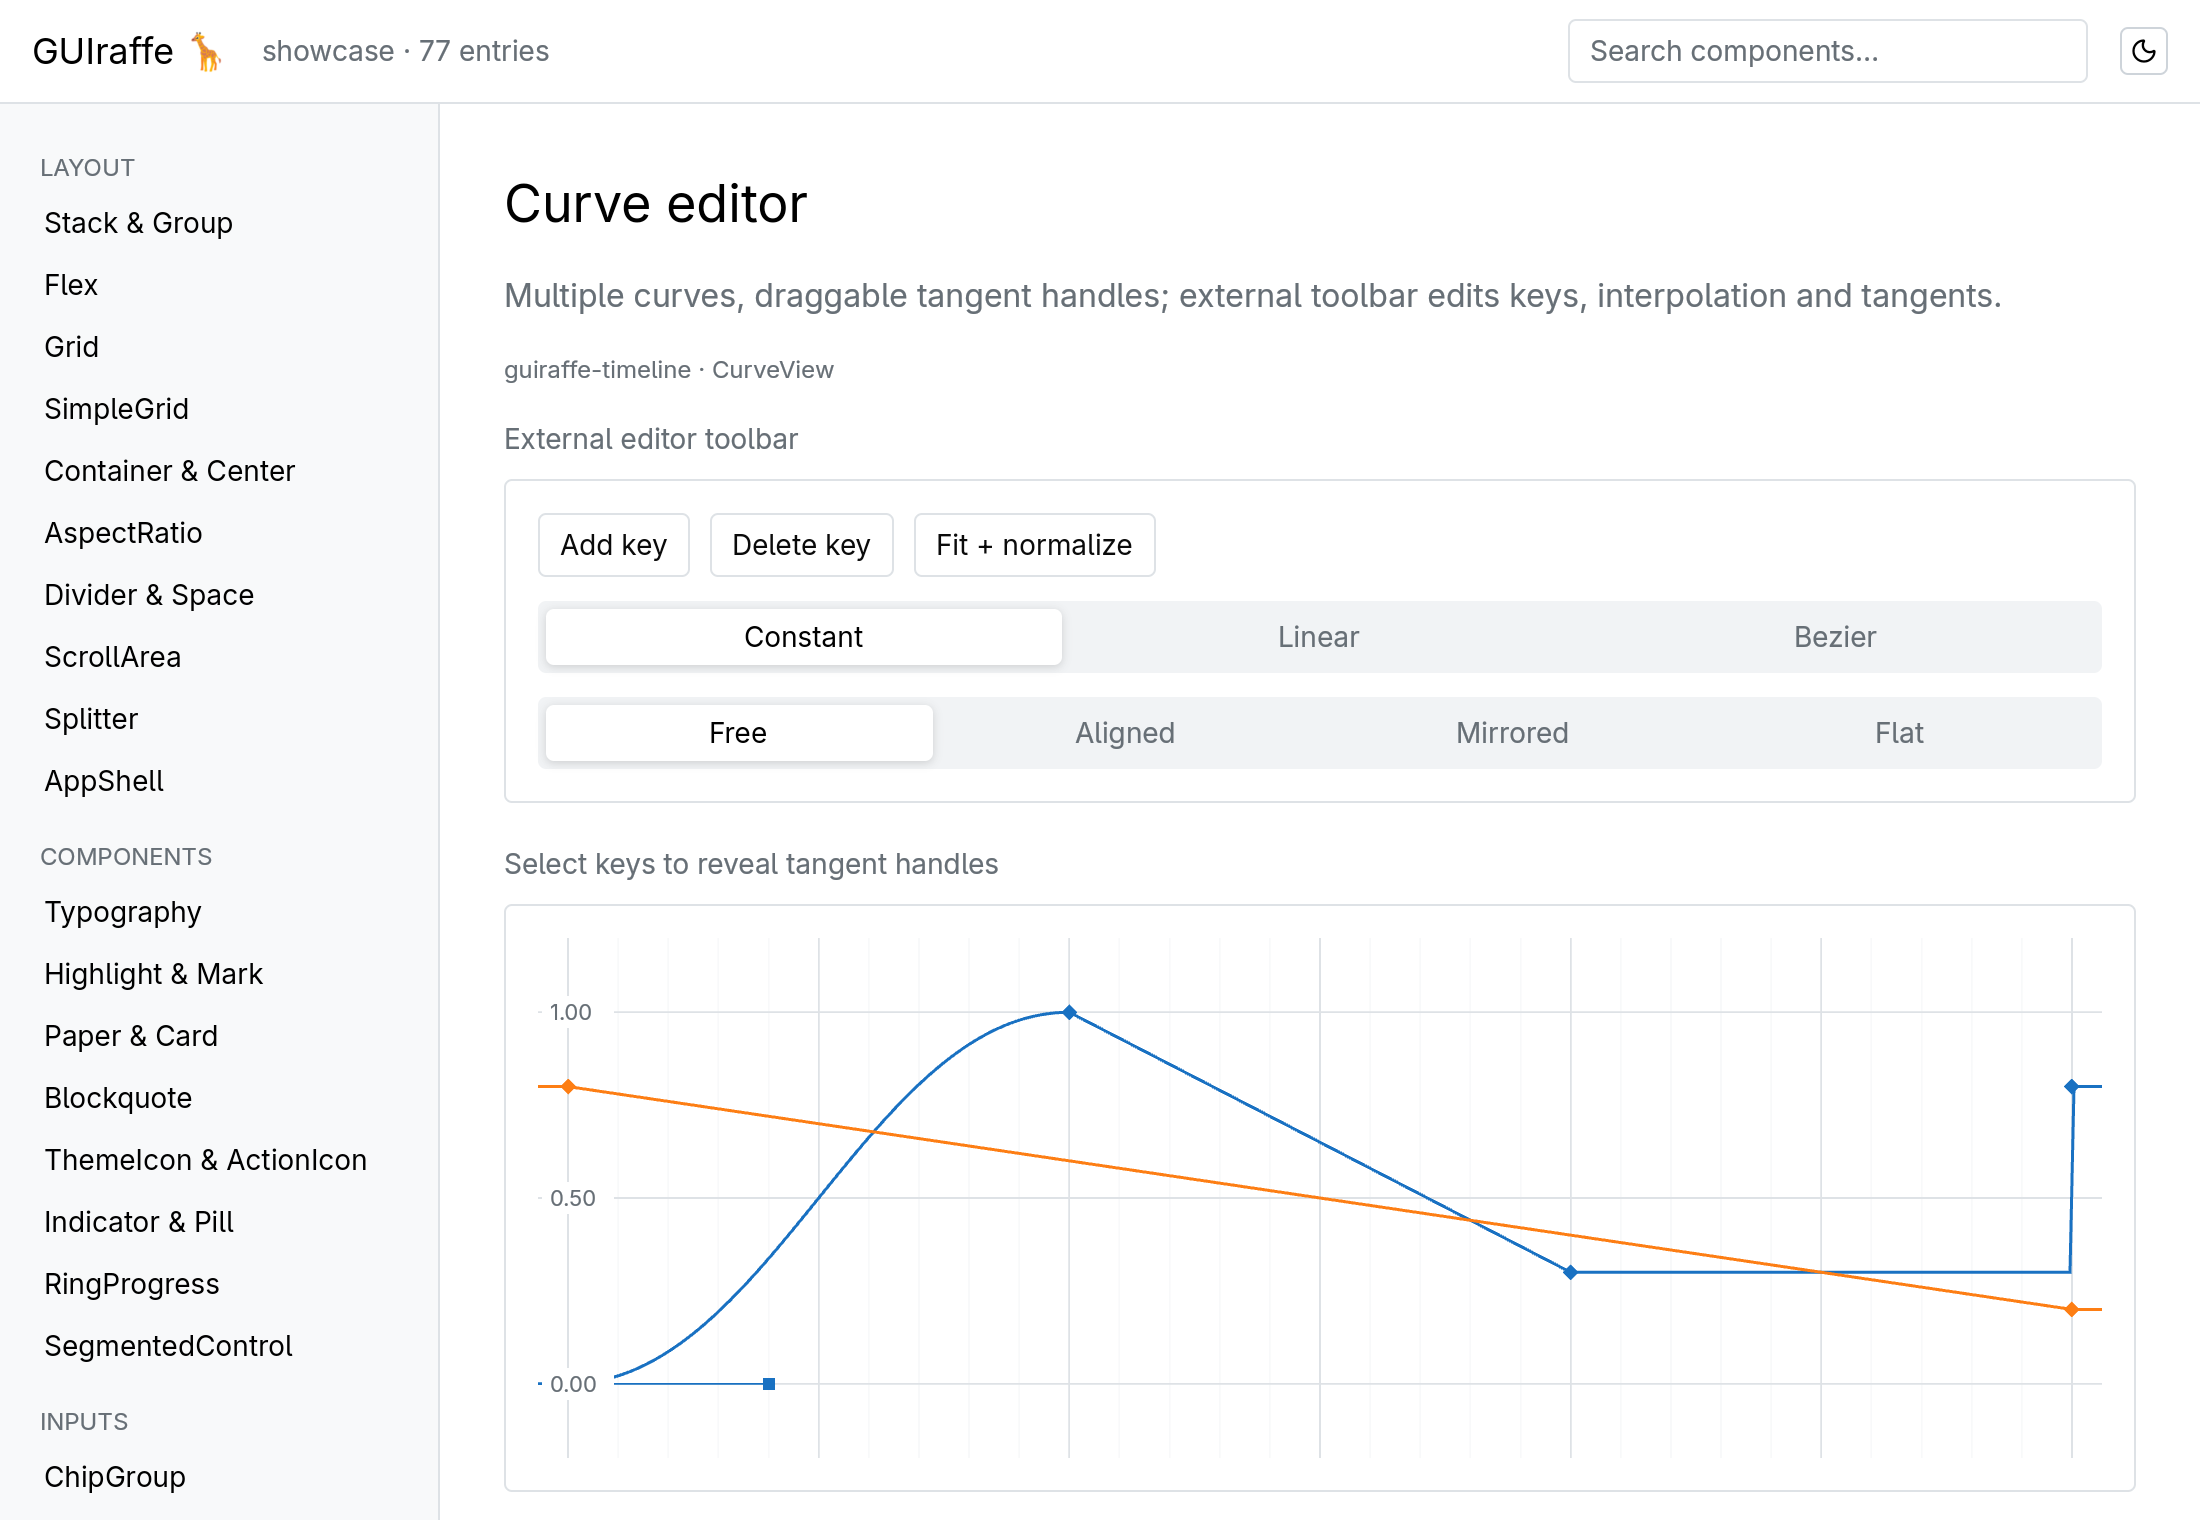 GUIraffe 🦒 showcase · 77 entries Search components...
LAYOUT
Stack & Group
Flex
Grid
SimpleGrid
Container & Center
AspectRatio
Divider & Space
ScrollArea
Splitter
AppShell
COMPONENTS
Typography
Highlight & Mark
Paper & Card
Blockquote
ThemeIcon & ActionIcon
Indicator & Pill
RingProgress
SegmentedControl
INPUTS
ChipGroup
Curve editor
Multiple curves, draggable tangent handles; external toolbar edits keys, interpolation and tangents.
guiraffe-timeline · CurveView
External editor toolbar
Add key Delete key Fit + normalize
Constant Linear Bezier
Free Aligned Mirrored Flat
Select keys to reveal tangent handles
1.00
0.50
0.00